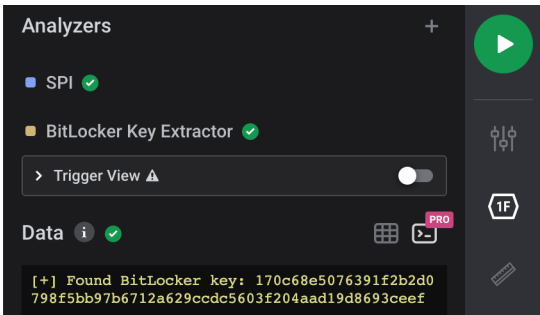 Analyzers
+
SPI
BitLocker Key Extractor
Trigger View
1F
Data i
PRO
[+] Found BitLocker key: 170c68e5076391f2b2d0
798f5bb97b6712a629ccdc5603f204aad19d8693ceef